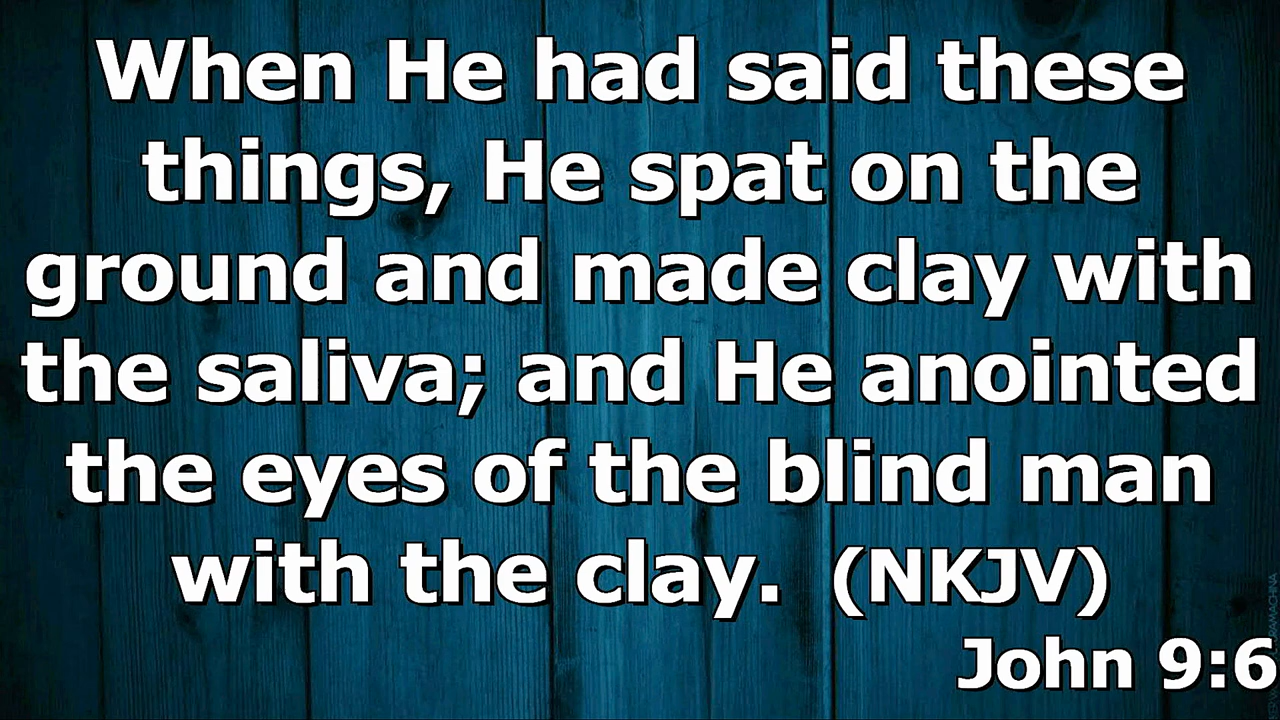 When He had said these
things, He spat on the
ground and made clay with
the saliva; and He anointed
the eyes of the blind man
with the clay.  (NKJV)
John 9:6